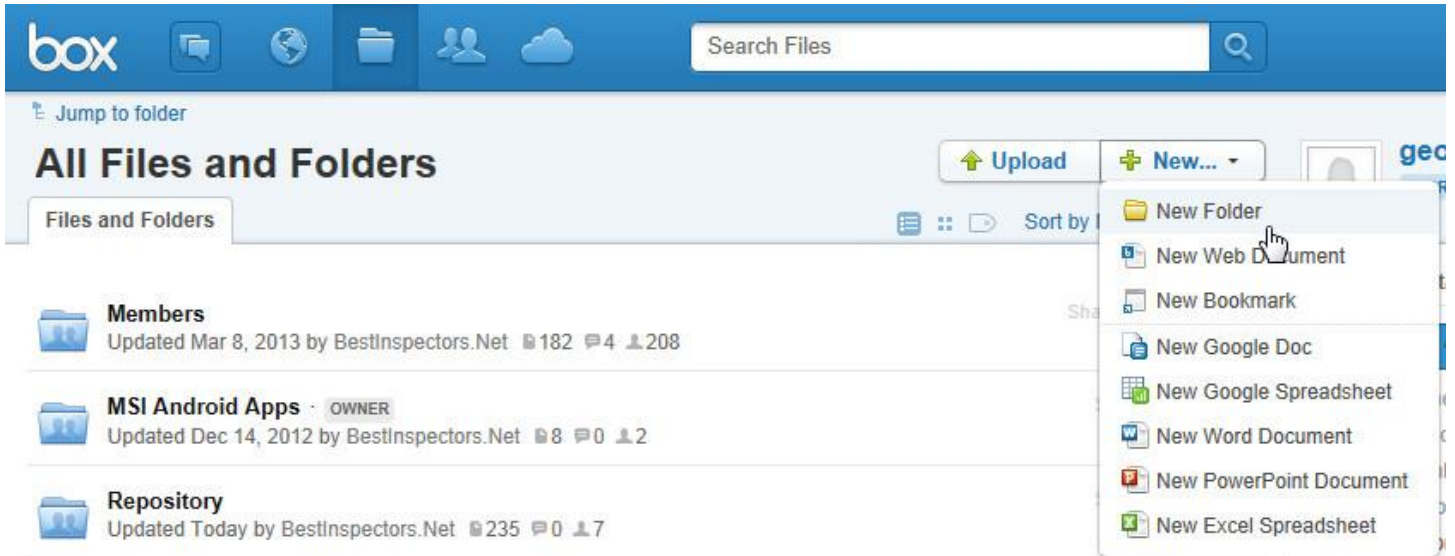 box
Search Files
Jump to folder
All Files and Folders
Upload
New...
Files and Folders
Sort by
New Folder
New Web Document
New Bookmark
New Google Doc
New Google Spreadsheet
New Word Document
New PowerPoint Document
New Excel Spreadsheet
Members
Updated Mar 8, 2013 by BestInspectors.Net 182 4 208
MSI Android Apps · OWNER
Updated Dec 14, 2012 by BestInspectors.Net 8 0 2
Repository
Updated Today by BestInspectors.Net 235 0 7